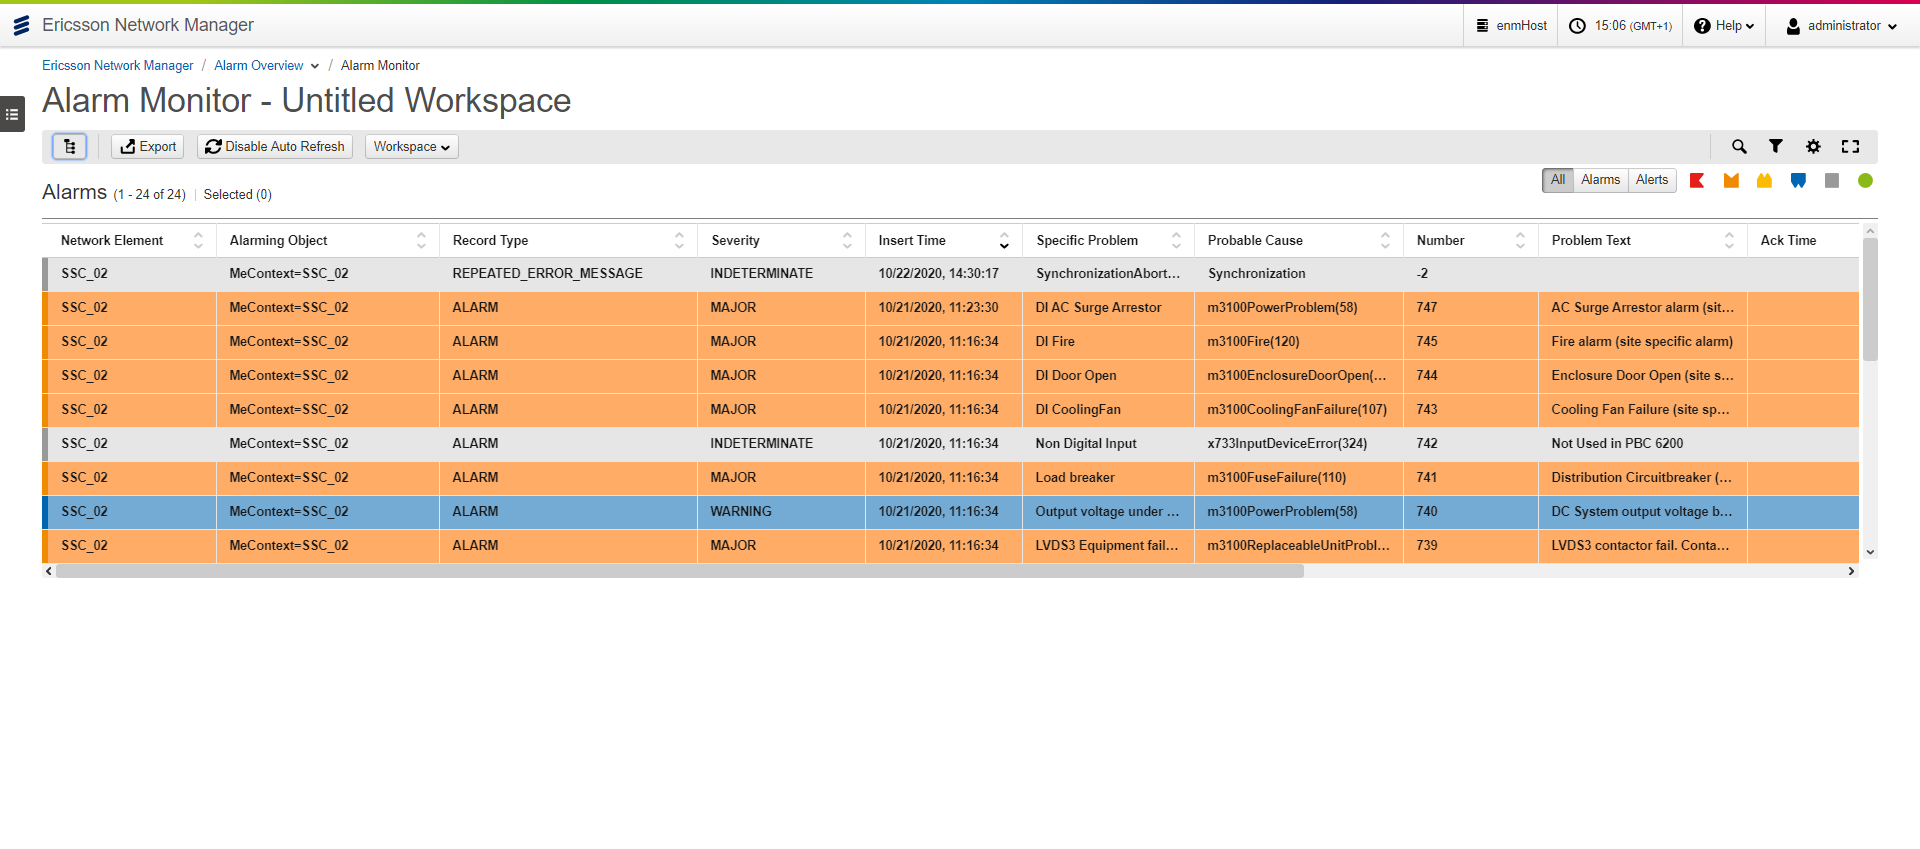 Ericsson Network Manager
enmHost
15:06 (GMT+1)
Help
administrator
Ericsson Network Manager / Alarm Overview / Alarm Monitor
Alarm Monitor - Untitled Workspace
Export
Disable Auto Refresh
Workspace
Alarms (1 - 24 of 24) Selected (0)
All Alarms Alerts
Network Element Alarming Object Record Type Severity Insert Time Specific Problem Probable Cause Number Problem Text Ack Time
SSC_02 MeContext=SSC_02 REPEATED_ERROR_MESSAGE INDETERMINATE 10/22/2020, 14:30:17 SynchronizationAbort... Synchronization -2
SSC_02 MeContext=SSC_02 ALARM MAJOR 10/21/2020, 11:23:30 DI AC Surge Arrestor m3100PowerProblem(58) 747 AC Surge Arrestor alarm (sit...
SSC_02 MeContext=SSC_02 ALARM MAJOR 10/21/2020, 11:16:34 DI Fire m3100Fire(120) 745 Fire alarm (site specific alarm)
SSC_02 MeContext=SSC_02 ALARM MAJOR 10/21/2020, 11:16:34 DI Door Open m3100EnclosureDoorOpen(... 744 Enclosure Door Open (site s...
SSC_02 MeContext=SSC_02 ALARM MAJOR 10/21/2020, 11:16:34 DI CoolingFan m3100CoolingFanFailure(107) 743 Cooling Fan Failure (site sp...
SSC_02 MeContext=SSC_02 ALARM INDETERMINATE 10/21/2020, 11:16:34 Non Digital Input x733InputDeviceError(324) 742 Not Used in PBC 6200
SSC_02 MeContext=SSC_02 ALARM MAJOR 10/21/2020, 11:16:34 Load breaker m3100FuseFailure(110) 741 Distribution Circuitbreaker (...
SSC_02 MeContext=SSC_02 ALARM WARNING 10/21/2020, 11:16:34 Output voltage under ... m3100PowerProblem(58) 740 DC System output voltage b...
SSC_02 MeContext=SSC_02 ALARM MAJOR 10/21/2020, 11:16:34 LVDS3 Equipment fail... m3100ReplaceableUnitProbl... 739 LVDS3 contactor fail. Conta...